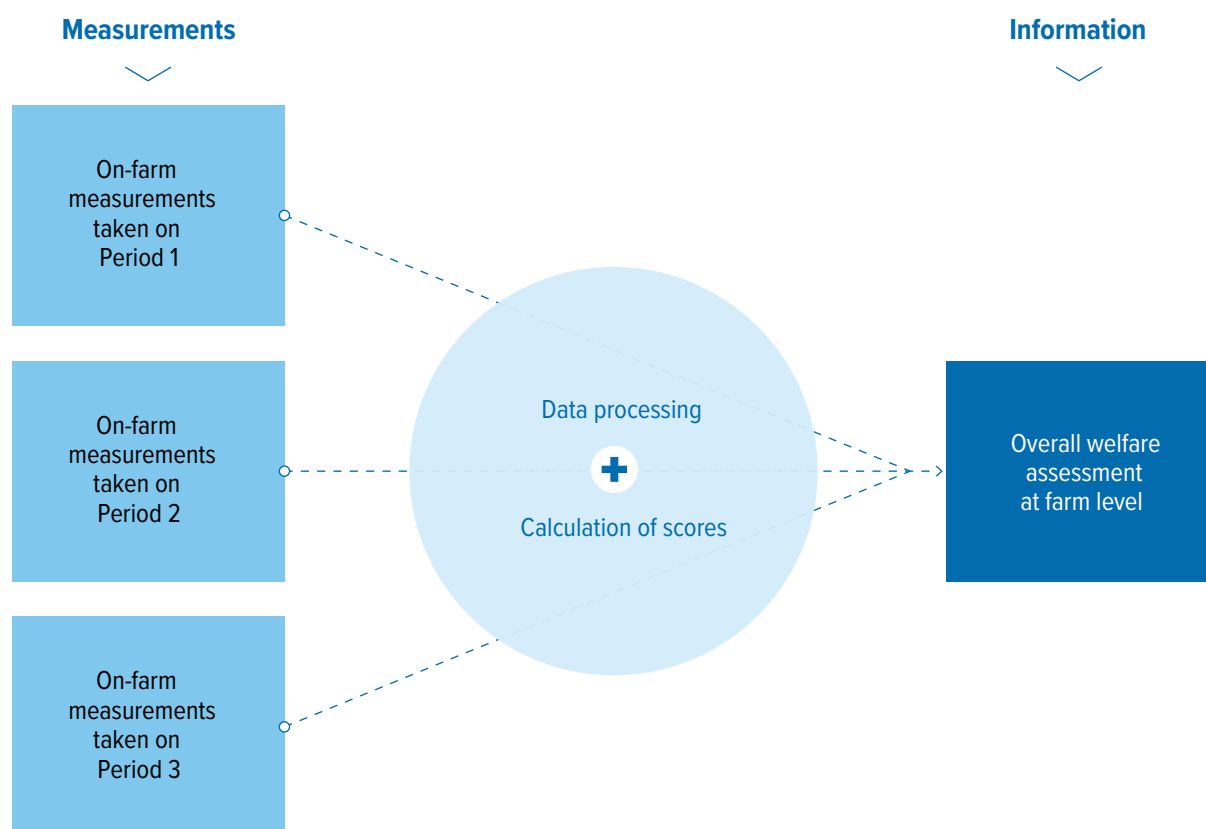 Measurements
Information
On-farm
measurements
taken on
Period 1
On-farm
measurements
taken on
Period 2
On-farm
measurements
taken on
Period 3
Data processing
Calculation of scores
Overall welfare
assessment
at farm level